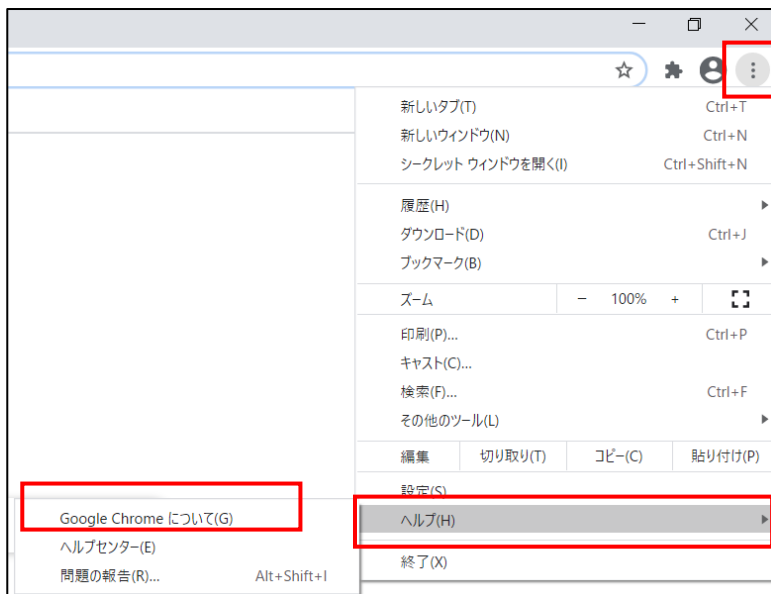 新しいタブ(T) Ctrl+T
新しいウィンドウ(N) Ctrl+N
シークレット ウィンドウを開く(I) Ctrl+Shift+N
履歴(H)
ダウンロード(D) Ctrl+J
ブックマーク(B)
ズーム − 100% +
印刷(P)... Ctrl+P
キャスト(C)...
検索(F)... Ctrl+F
その他のツール(L)
編集 切り取り(T) コピー(C) 貼り付け(P)
設定(S)
ヘルプ(H)
終了(X)
Google Chrome について(G)
ヘルプセンター(E)
問題の報告(R)... Alt+Shift+I